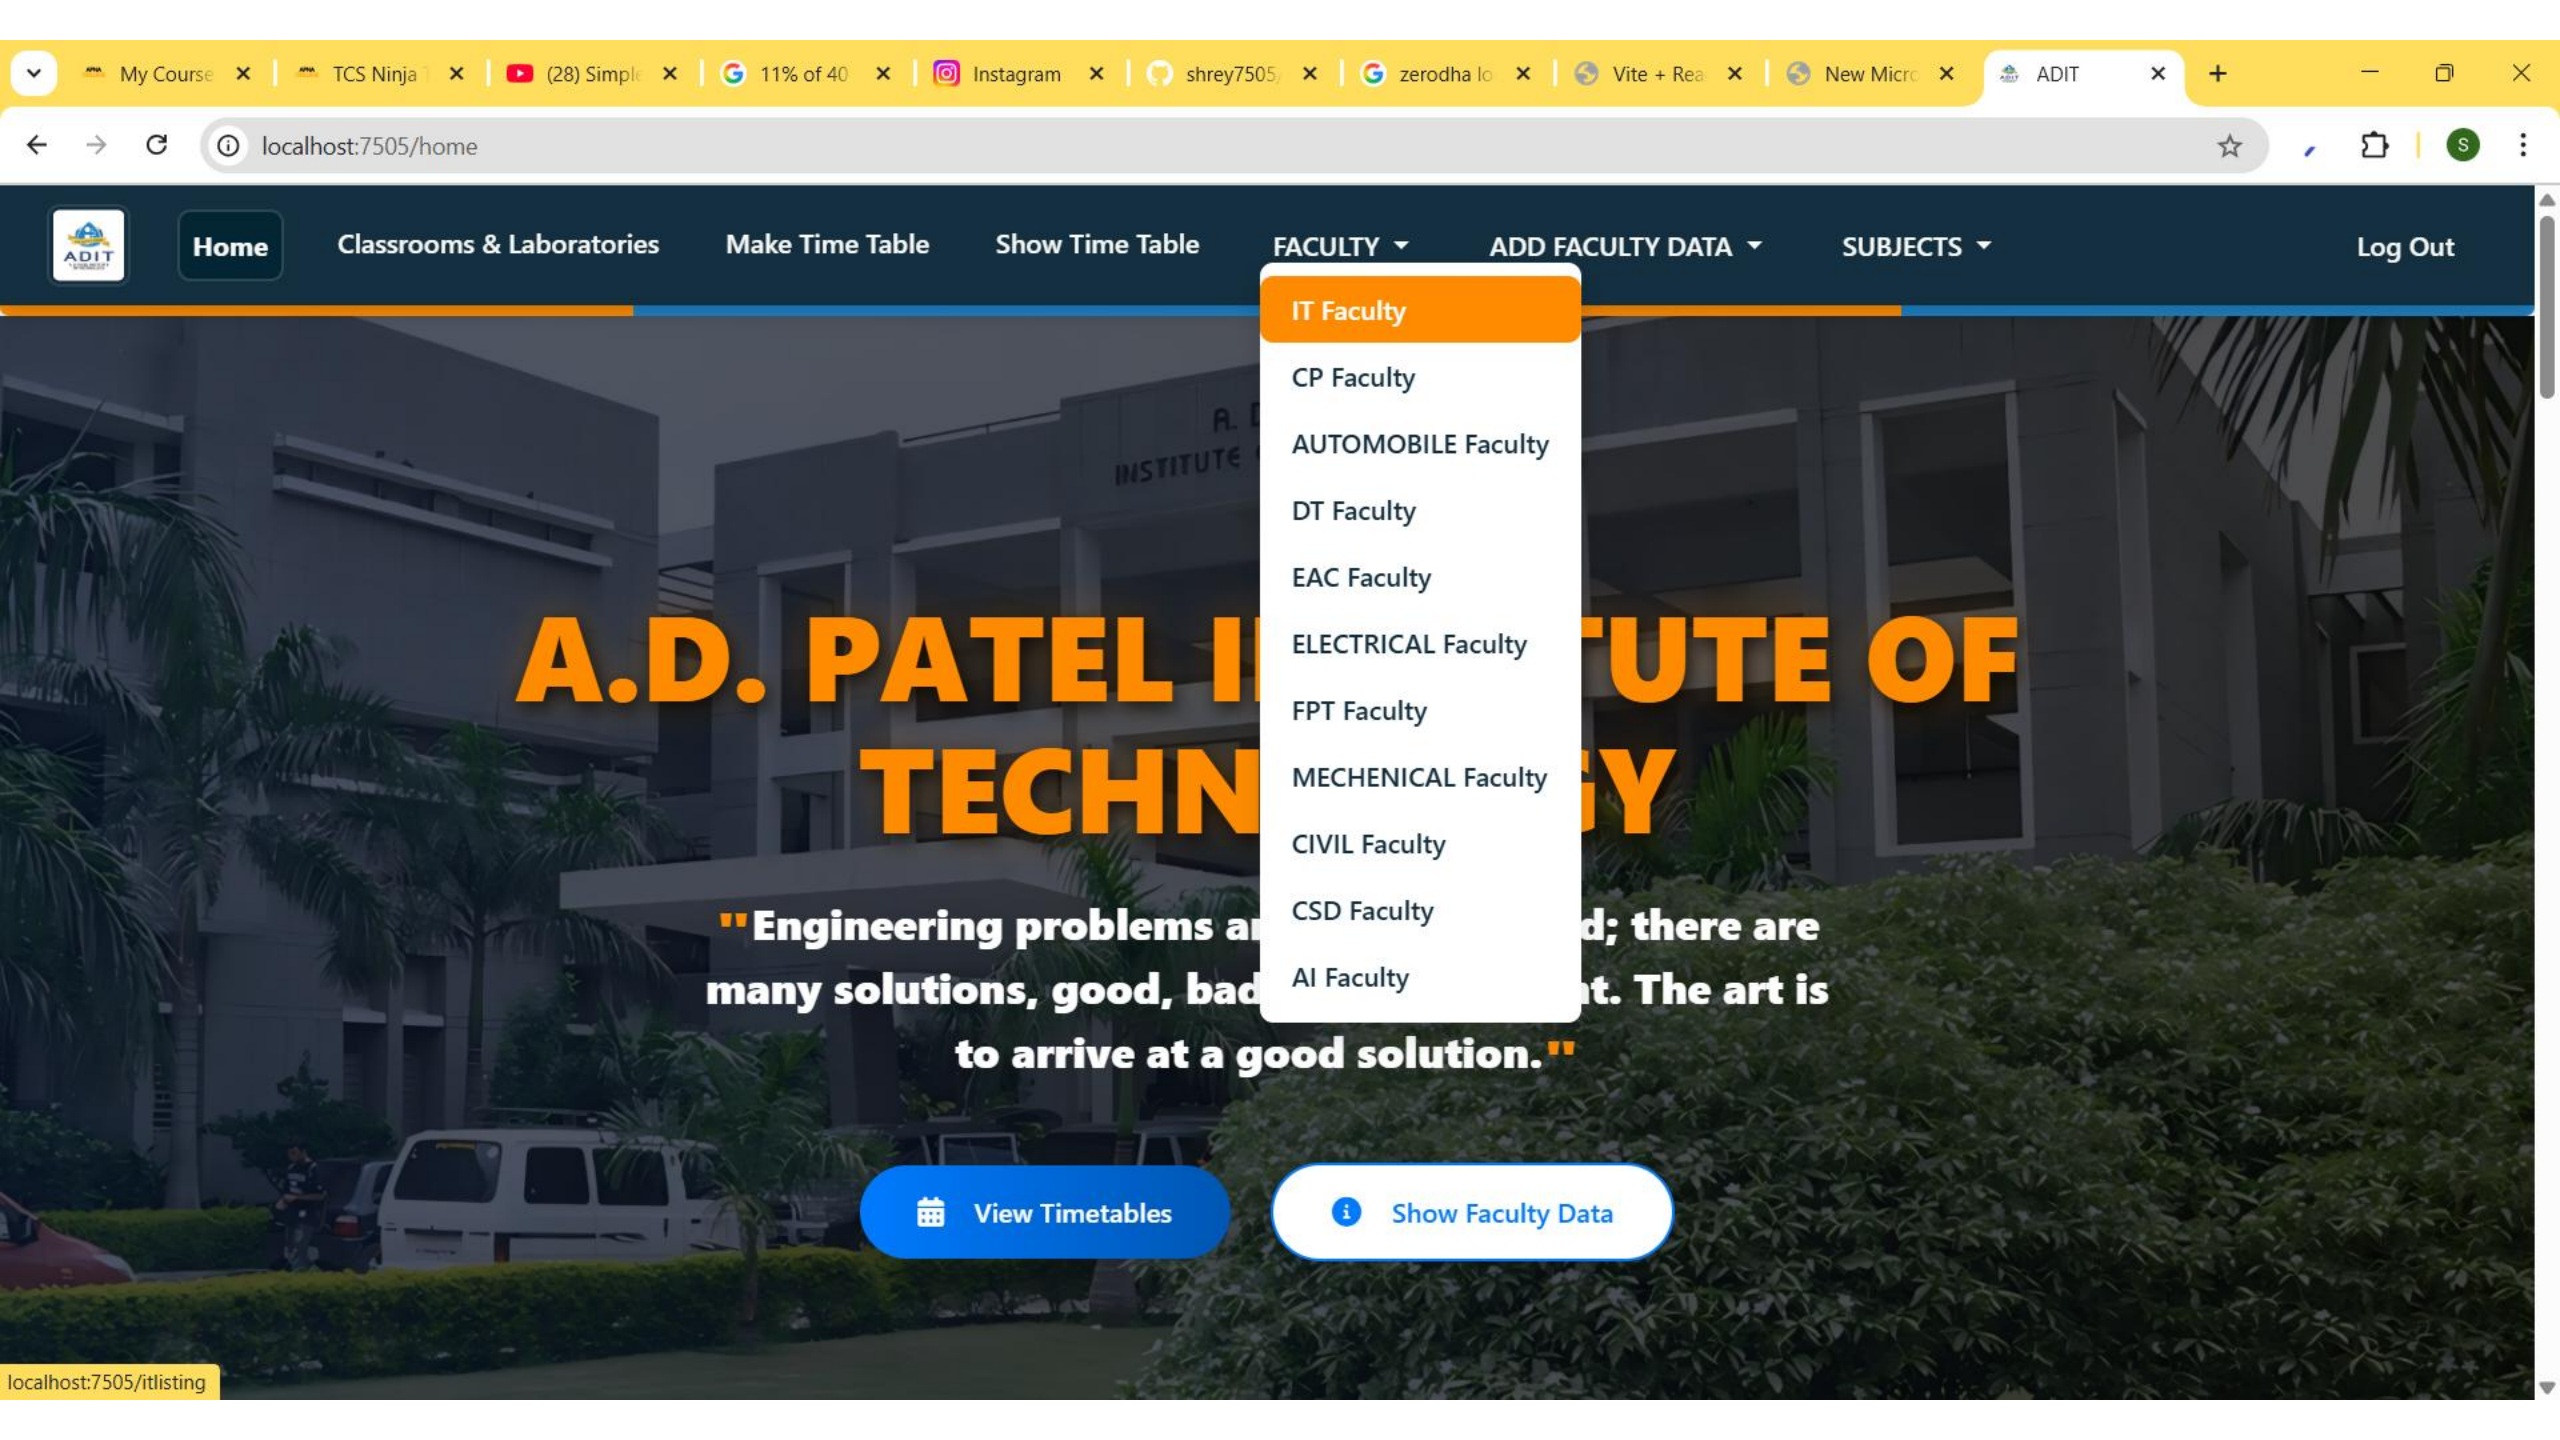 My Course
TCS Ninja
(28) Simple
11% of 40
Instagram
shrey7505/
zerodha lo
Vite + Rea
New Micro
ADIT
localhost:7505/home
ADIT
Home
Classrooms & Laboratories
Make Time Table
Show Time Table
FACULTY
ADD FACULTY DATA
SUBJECTS
Log Out
IT Faculty
CP Faculty
AUTOMOBILE Faculty
DT Faculty
EAC Faculty
ELECTRICAL Faculty
FPT Faculty
MECHENICAL Faculty
CIVIL Faculty
CSD Faculty
AI Faculty
A. D
INSTITUTE
A.D. PATEL I UTE OF
TECHN GY
"Engineering problems a d; there are
many solutions, good, bad t. The art is
to arrive at a good solution."
View Timetables
Show Faculty Data
S
localhost:7505/itlisting